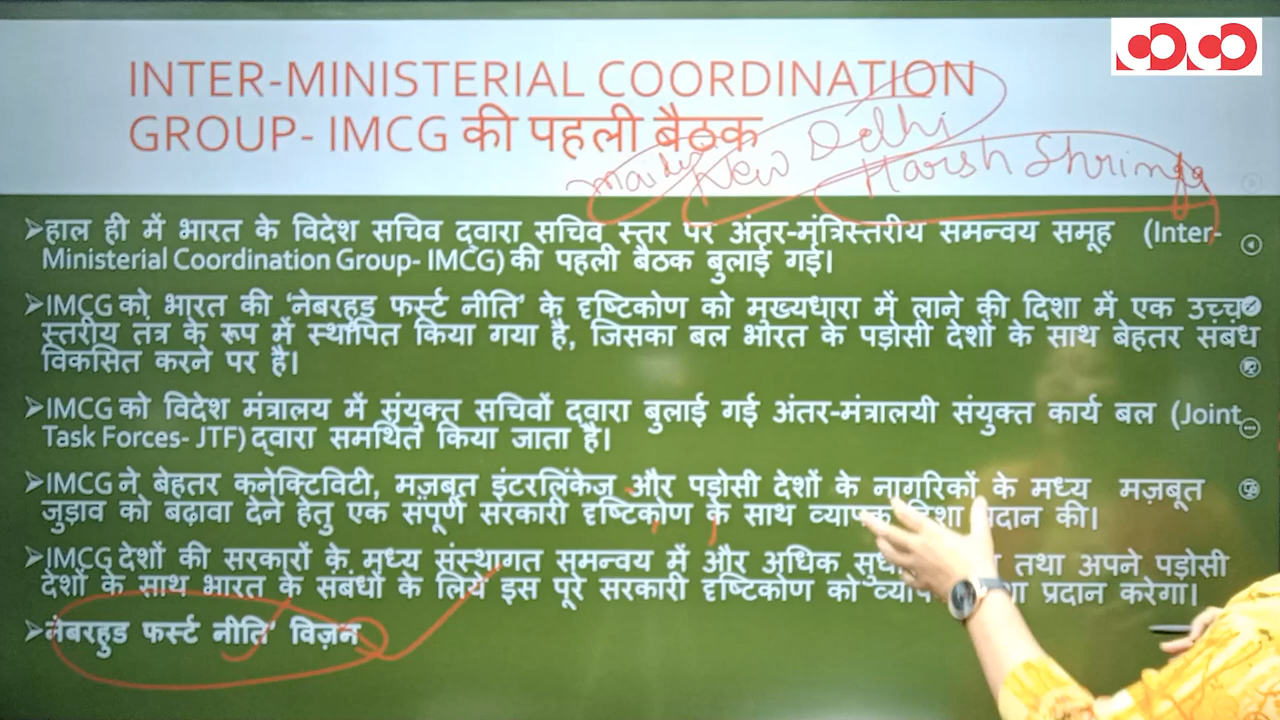 INTER-MINISTERIAL COORDINATION
GROUP- IMCG की पहली बैठक
New Delhi
Harsh Shringla
➢हाल ही में भारत के विदेश सचिव द्वारा सचिव स्तर पर अंतर-मंत्रिस्तरीय समन्वय समूह (Inter-
Ministerial Coordination Group- IMCG) की पहली बैठक बुलाई गई।
➢IMCG को भारत की ‘नेबरहुड फर्स्ट नीति’ के दृष्टिकोण को मुख्यधारा में लाने की दिशा में एक उच्च
स्तरीय तंत्र के रूप में स्थापित किया गया है, जिसका बल भारत के पड़ोसी देशों के साथ बेहतर संबंध
विकसित करने पर है।
➢IMCG को विदेश मंत्रालय में संयुक्त सचिवों द्वारा बुलाई गई अंतर-मंत्रालयी संयुक्त कार्य बल (Joint
Task Forces- JTF) द्वारा समर्थित किया जाता है।
➢IMCG ने बेहतर कनेक्टिविटी, मज़बूत इंटरलिंकेज और पड़ोसी देशों के नागरिकों के मध्य मज़बूत
जुड़ाव को बढ़ावा देने हेतु एक संपूर्ण सरकारी दृष्टिकोण के साथ व्यापक दिशा प्रदान की।
➢IMCG देशों की सरकारों के मध्य संस्थागत समन्वय में और अधिक तथा अपने पड़ोसी
देशों के साथ भारत के संबंधों के लिये इस पूरे सरकारी दृष्टिकोण को प्रदान करेगा।
➢नेबरहुड फर्स्ट नीति’ विज़न